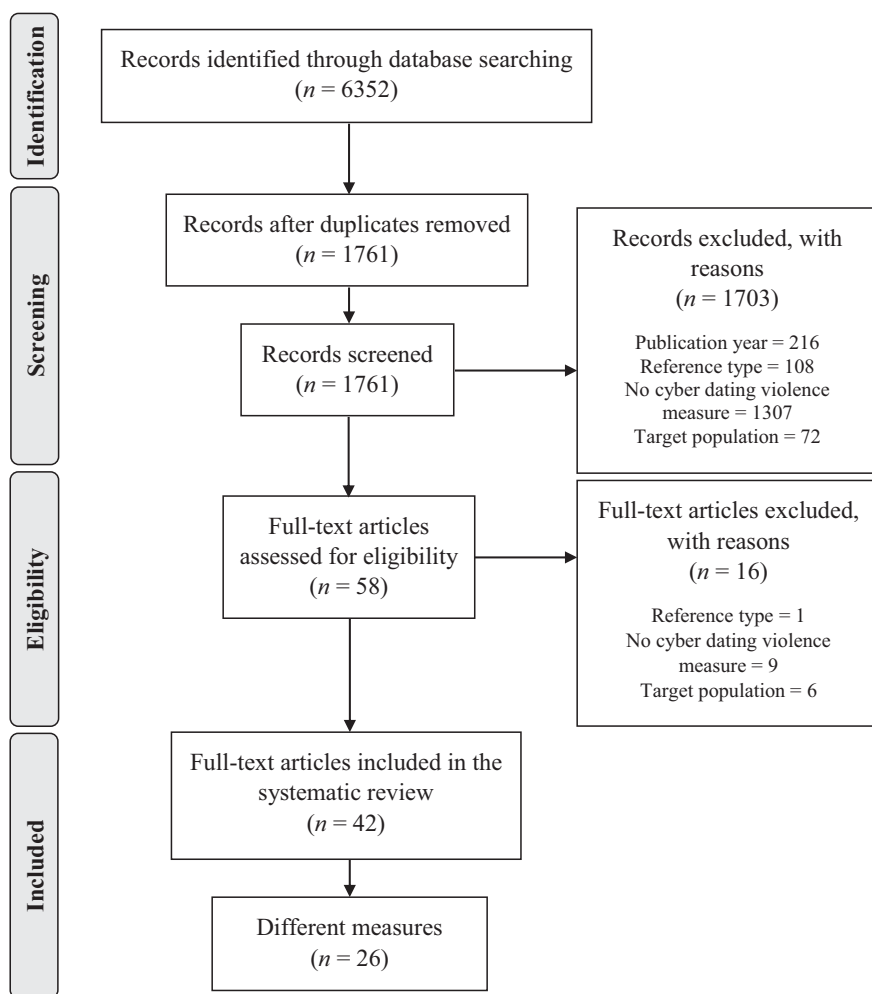 Identification
Records identified through database searching
(n = 6352)
Screening
Records after duplicates removed
(n = 1761)
Records screened
(n = 1761)
Records excluded, with
reasons
(n = 1703)
Publication year = 216
Reference type = 108
No cyber dating violence
measure = 1307
Target population = 72
Eligibility
Full-text articles
assessed for eligibility
(n = 58)
Full-text articles excluded,
with reasons
(n = 16)
Reference type = 1
No cyber dating violence
measure = 9
Target population = 6
Included
Full-text articles included in the
systematic review
(n = 42)
Different measures
(n = 26)